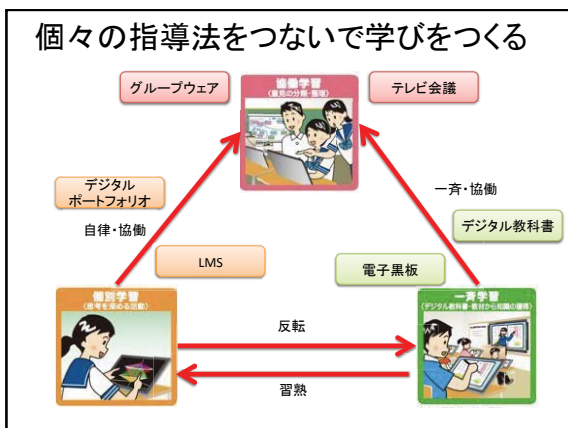 個々の指導法をつないで学びをつくる
グループウェア
協働学習
(意見の分類・整理)
テレビ会議
デジタル
ポートフォリオ
自律・協働
LMS
一斉・協働
デジタル教科書
電子黒板
個別学習
(思考を深める活動)
反転
習熟
一斉学習
(デジタル教科書・教材から知識の獲得)